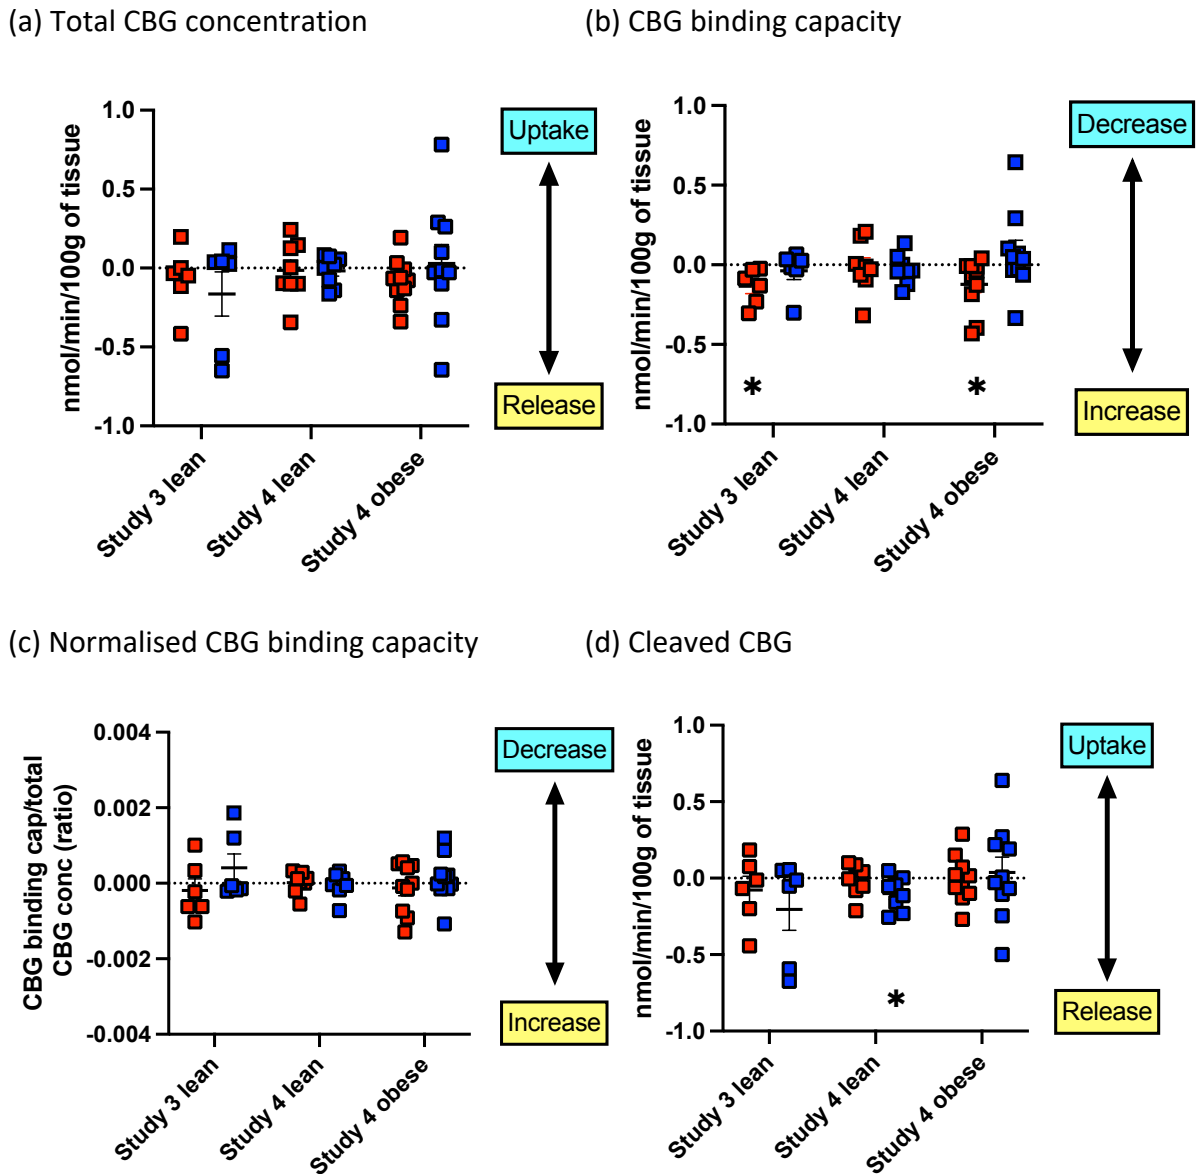 (a) Total CBG concentration
nmol/min/100g of tissue
1.0
0.5
0.0
-0.5
-1.0
Study 3 lean
Study 4 lean
Study 4 obese
Uptake
Release
(b) CBG binding capacity
nmol/min/100g of tissue
1.0
0.5
0.0
-0.5
-1.0
*
*
Study 3 lean
Study 4 lean
Study 4 obese
Decrease
Increase
(c) Normalised CBG binding capacity
CBG binding cap/total
CBG conc (ratio)
0.004
0.002
0.000
-0.002
-0.004
Study 3 lean
Study 4 lean
Study 4 obese
Decrease
Increase
(d) Cleaved CBG
nmol/min/100g of tissue
1.0
0.5
0.0
-0.5
-1.0
*
Study 3 lean
Study 4 lean
Study 4 obese
Uptake
Release